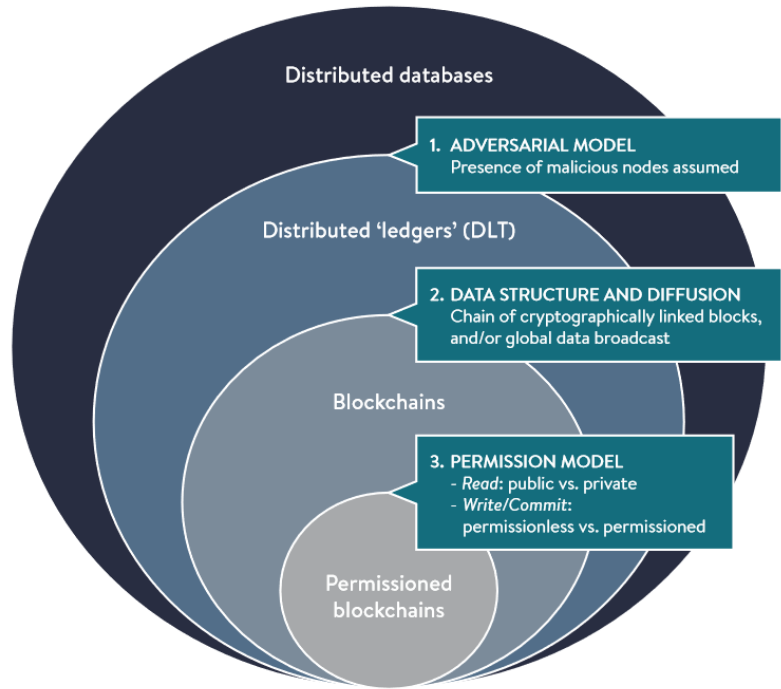 Distributed databases
1. ADVERSARIAL MODEL
Presence of malicious nodes assumed
Distributed ‘ledgers’ (DLT)
2. DATA STRUCTURE AND DIFFUSION
Chain of cryptographically linked blocks,
and/or global data broadcast
Blockchains
3. PERMISSION MODEL
- Read: public vs. private
- Write/Commit:
permissionless vs. permissioned
Permissioned
blockchains